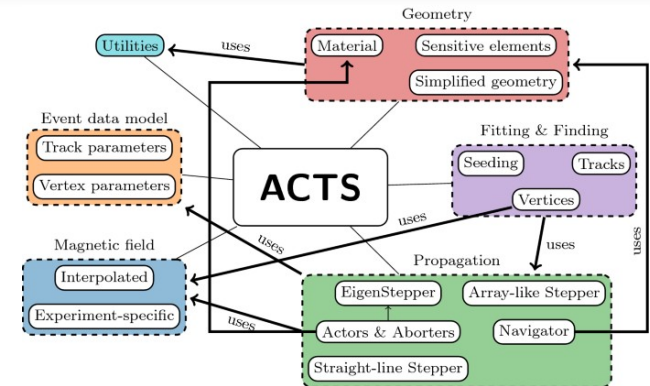 Geometry
Utilities
uses
Material
Sensitive elements
Simplified geometry
Event data model
Track parameters
Vertex parameters
ACTS
Fitting & Finding
Seeding
Tracks
Vertices
uses
uses
uses
uses
Magnetic field
Interpolated
Experiment-specific
uses
Propagation
EigenStepper
Array-like Stepper
Actors & Aborters
Navigator
Straight-line Stepper